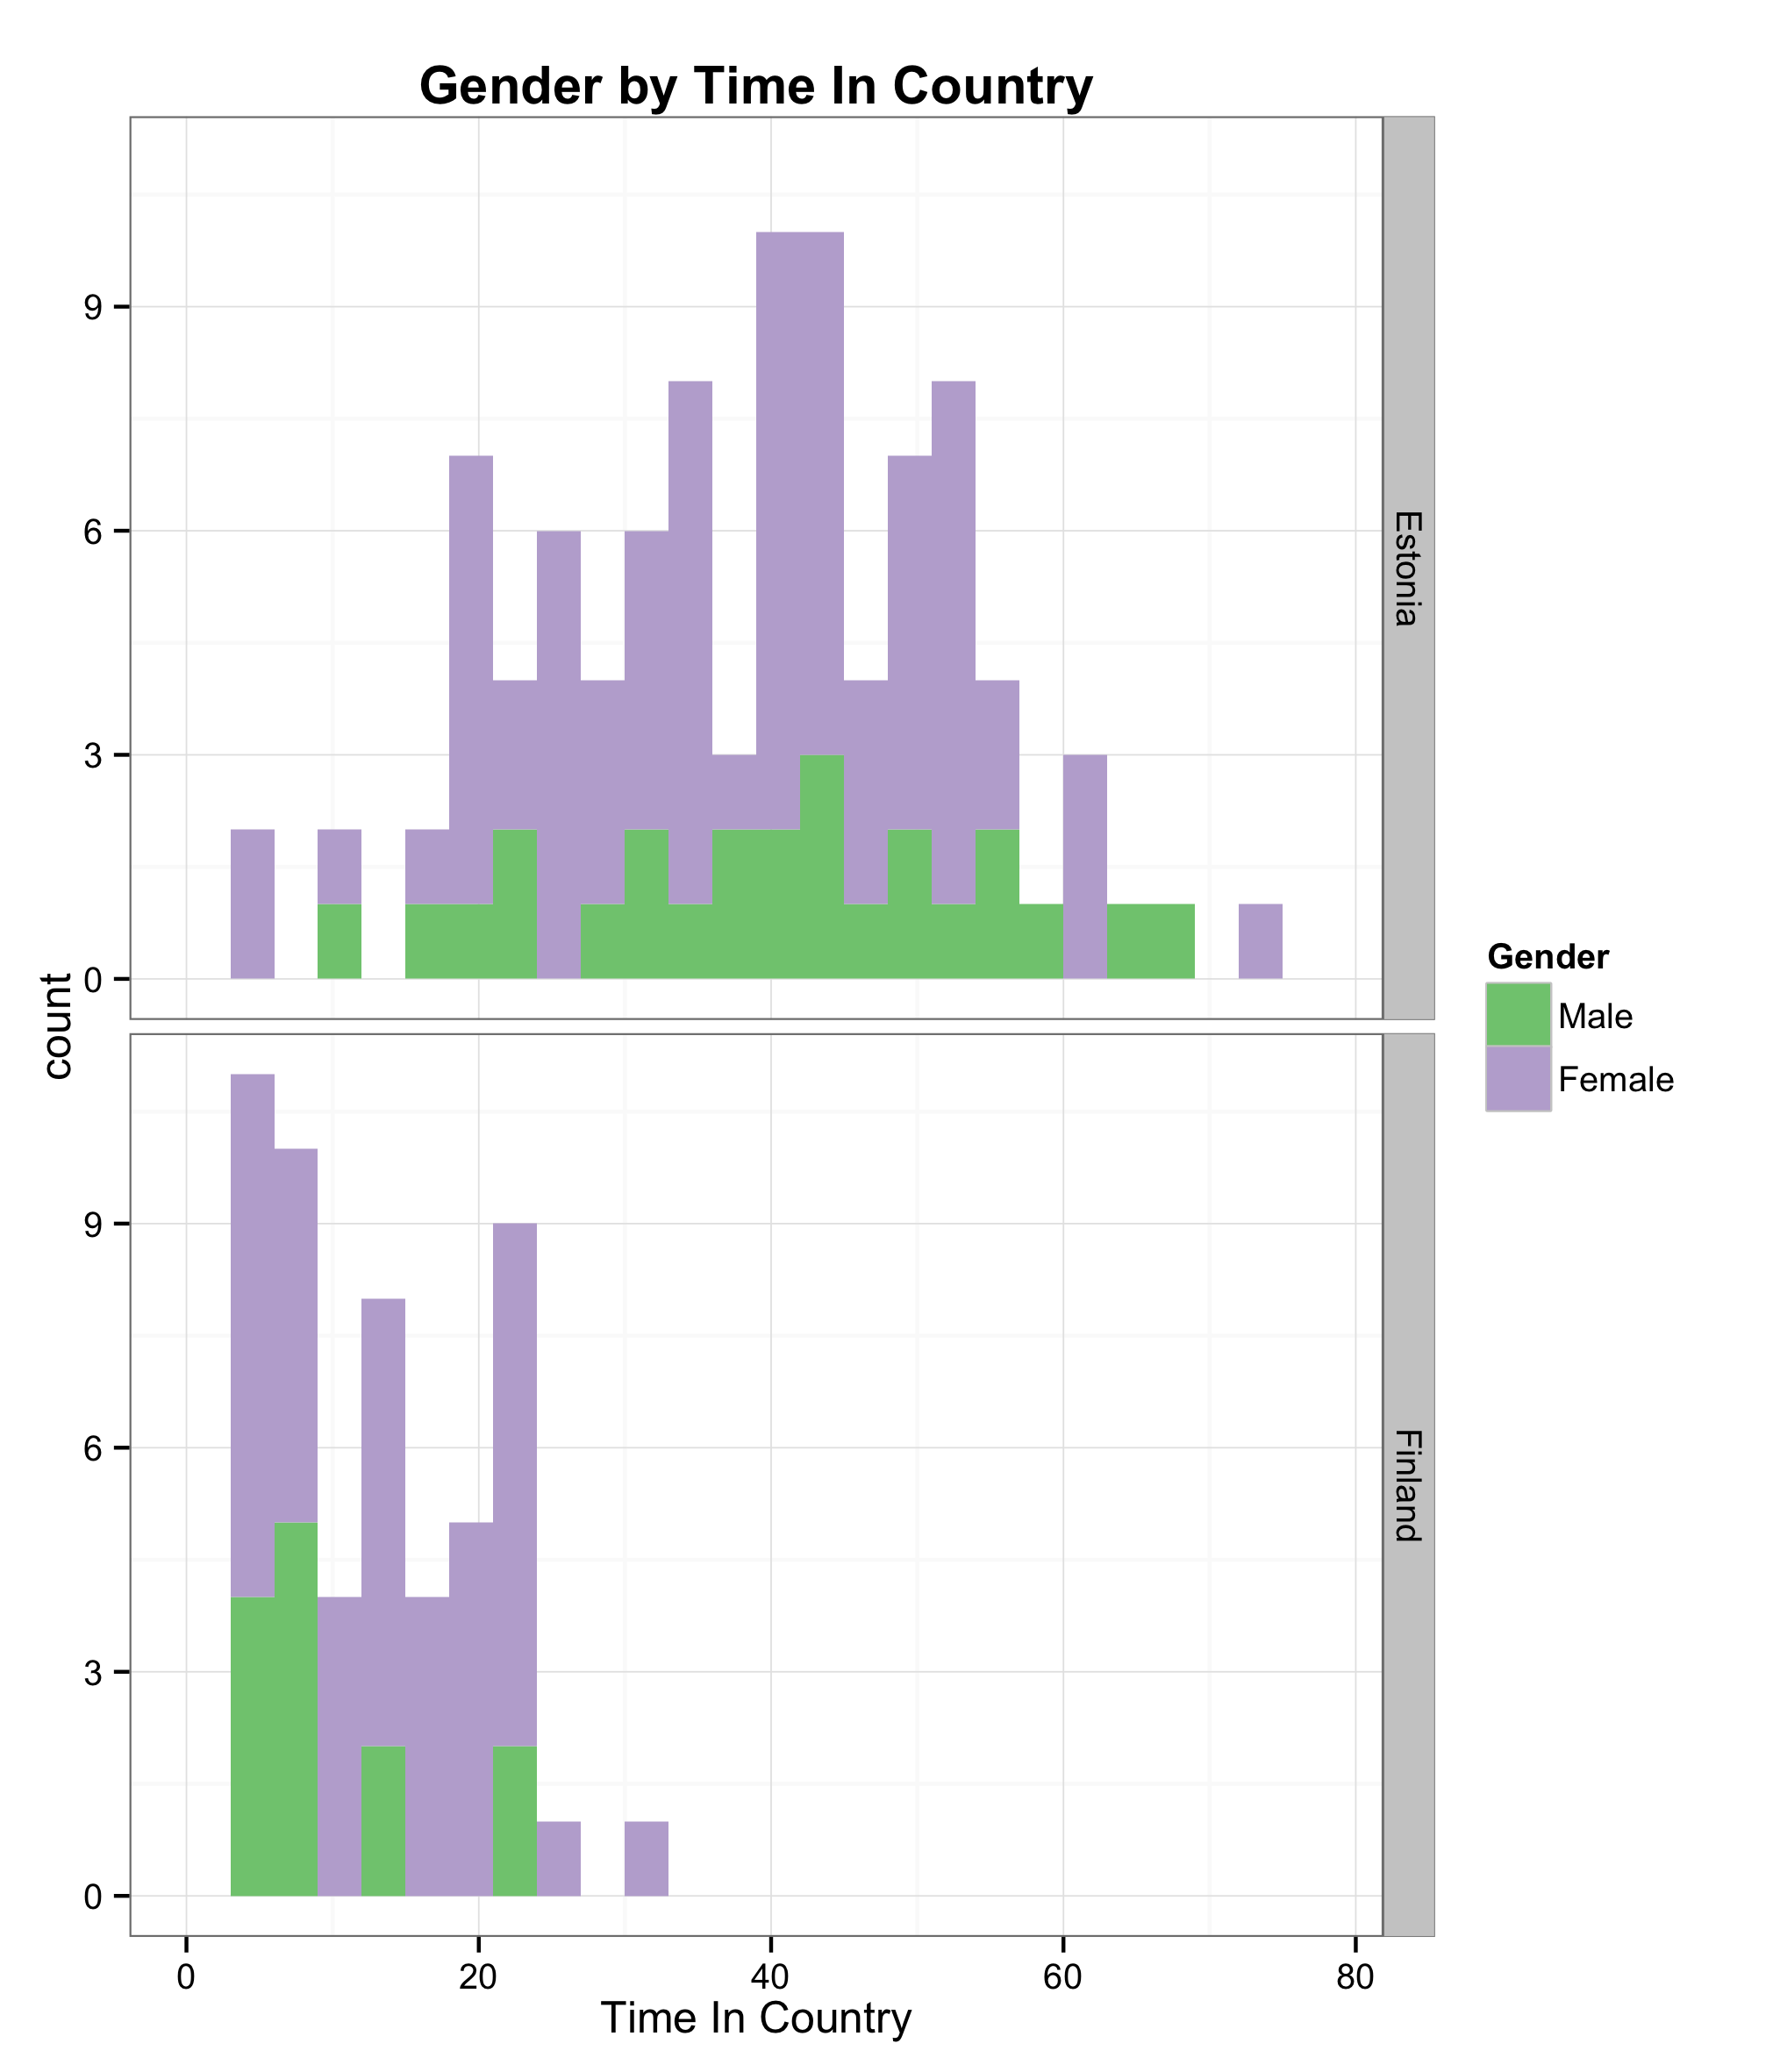 Gender by Time In Country
9
6
3
0
Estonia
count
9
6
3
0
Finland
0 20 40 60 80
Time In Country
Gender
Male
Female